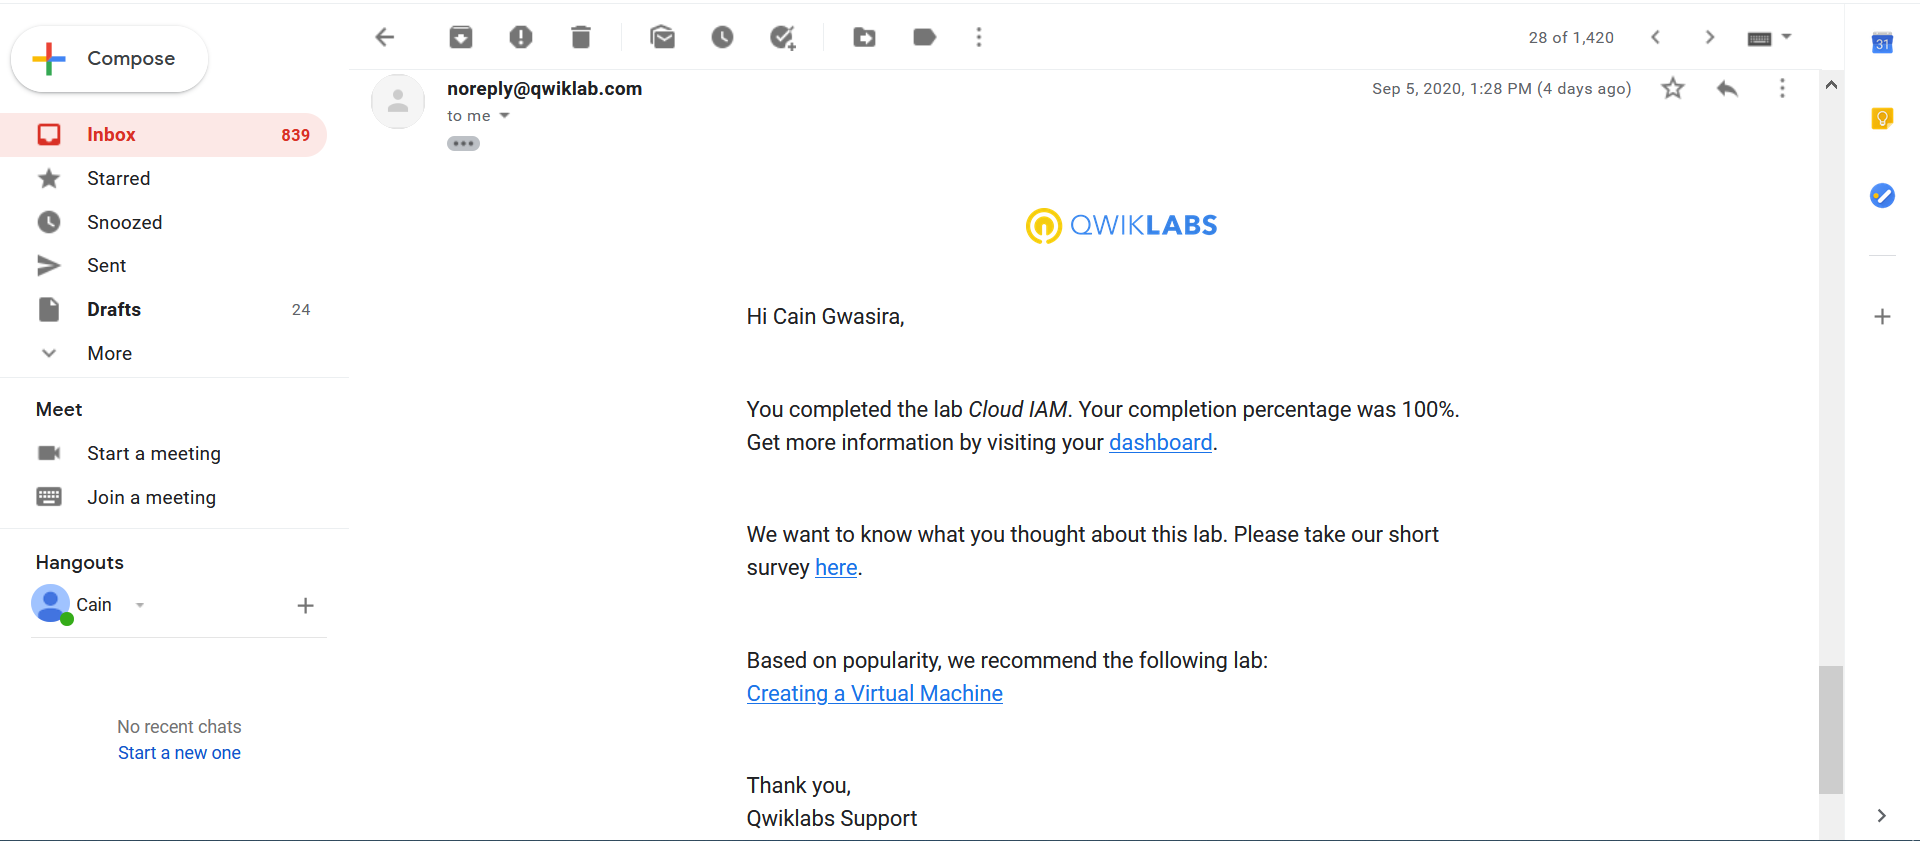 Compose
28 of 1,420
31
Inbox 839
Starred
Snoozed
Sent
Drafts 24
More
Meet
Start a meeting
Join a meeting
Hangouts
Cain
No recent chats
Start a new one
noreply@qwiklab.com
Sep 5, 2020, 1:28 PM (4 days ago)
to me
QWIKLABS
Hi Cain Gwasira,
You completed the lab Cloud IAM. Your completion percentage was 100%.
Get more information by visiting your dashboard.
We want to know what you thought about this lab. Please take our short
survey here.
Based on popularity, we recommend the following lab:
Creating a Virtual Machine
Thank you,
Qwiklabs Support